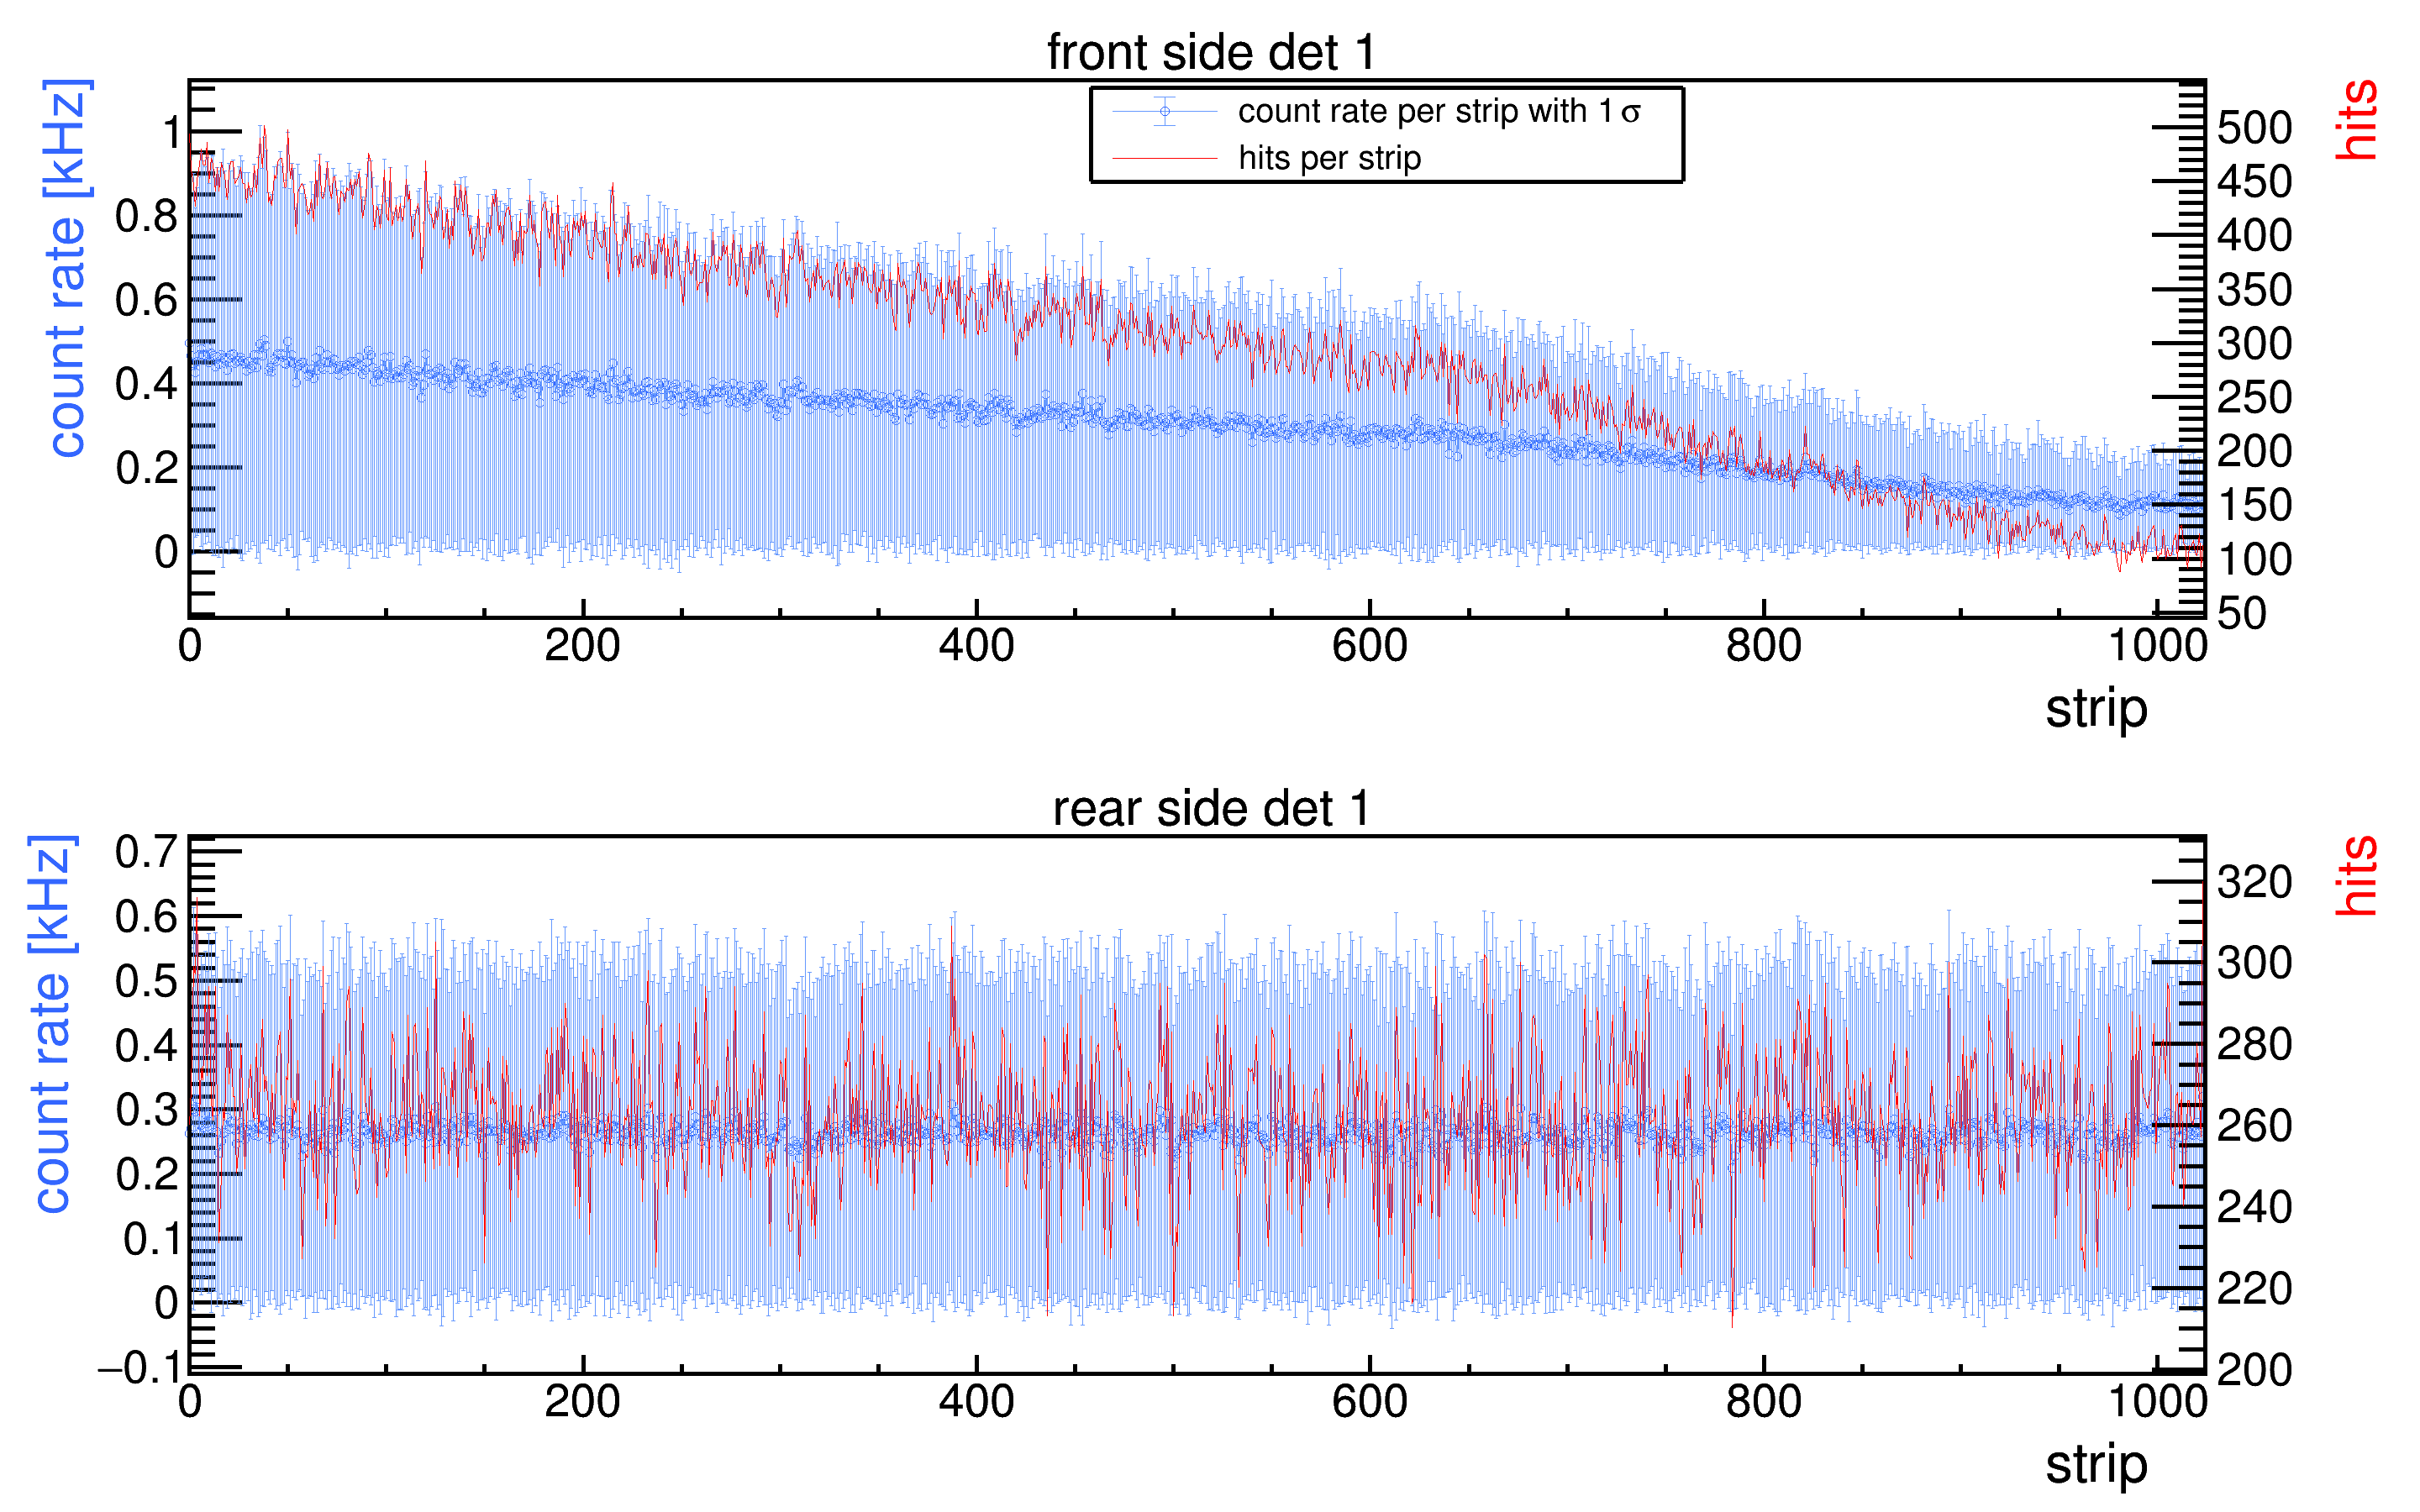 front side det 1
count rate [kHz]
hits
count rate per strip with 1 σ
hits per strip
1
0.8
0.6
0.4
0.2
0
500
450
400
350
300
250
200
150
100
50
0 200 400 600 800 1000
strip
rear side det 1
count rate [kHz]
hits
0.7
0.6
0.5
0.4
0.3
0.2
0.1
0
−0.1
320
300
280
260
240
220
200
0 200 400 600 800 1000
strip